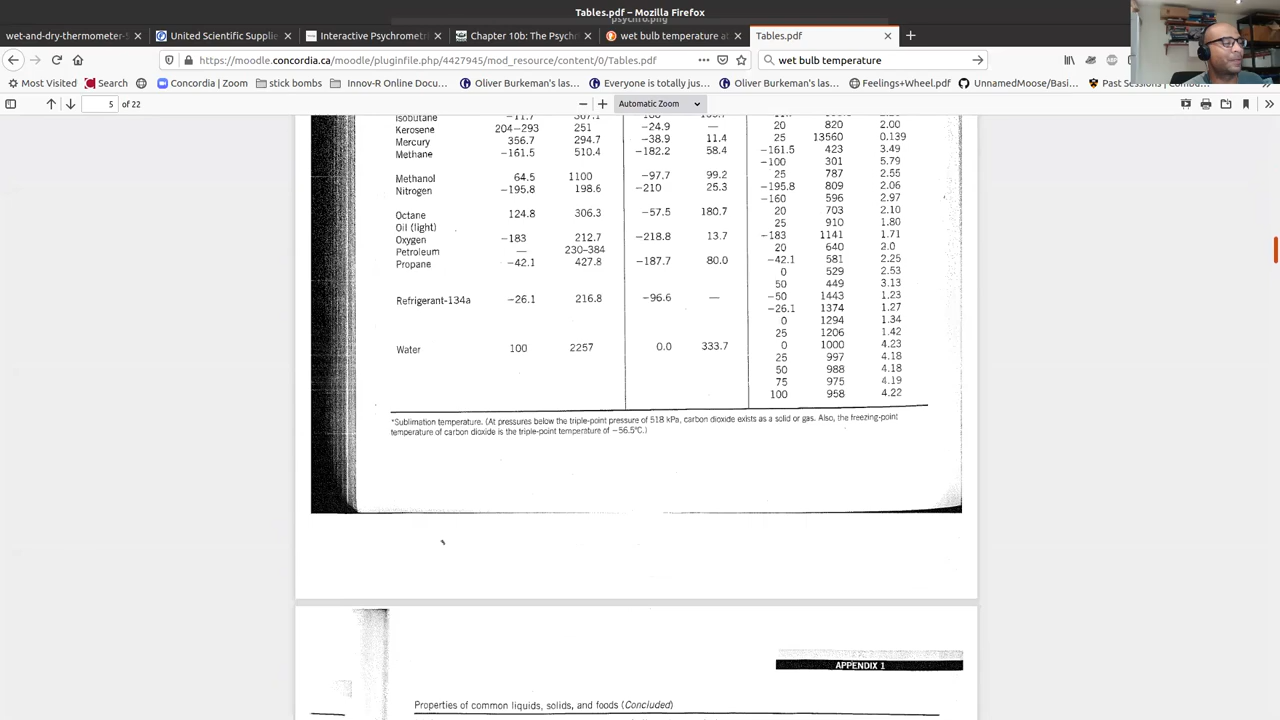 Tables.pdf - Mozilla Firefox
psychro.png
wet-and-dry-thermometer-S
United Scientific Supplie
Interactive Psychrometri
Chapter 10b: The Psychr
wet bulb temperature at
Tables.pdf
https://moodle.concordia.ca/moodle/pluginfile.php/4427945/mod_resource/content/0/Tables.pdf
wet bulb temperature
Most Visited
Search
Concordia | Zoom
stick bombs
Innov-R Online Docu...
Oliver Burkeman's las...
Everyone is totally jus...
Oliver Burkeman's las...
Feelings+Wheel.pdf
UnnamedMoose/Basi...
Past Sessions | Comb...
5 of 22
Automatic Zoom
Isobutane −11.7 367.1
Kerosene 204–293 251 −24.9 — 20 820 2.00
Mercury 356.7 294.7 −38.9 11.4 25 13560 0.139
Methane −161.5 510.4 −182.2 58.4 −161.5 423 3.49
−100 301 5.79
Methanol 64.5 1100 −97.7 99.2 25 787 2.55
Nitrogen −195.8 198.6 −210 25.3 −195.8 809 2.06
−160 596 2.97
Octane 124.8 306.3 −57.5 180.7 20 703 2.10
Oil (light) 25 910 1.80
Oxygen −183 212.7 −218.8 13.7 −183 1141 1.71
Petroleum — 230–384 20 640 2.0
Propane −42.1 427.8 −187.7 80.0 −42.1 581 2.25
0 529 2.53
50 449 3.13
Refrigerant-134a −26.1 216.8 −96.6 — −50 1443 1.23
−26.1 1374 1.27
0 1294 1.34
25 1206 1.42
Water 100 2257 0.0 333.7 0 1000 4.23
25 997 4.18
50 988 4.18
75 975 4.19
100 958 4.22
*Sublimation temperature. (At pressures below the triple-point pressure of 518 kPa, carbon dioxide exists as a solid or gas. Also, the freezing-point
temperature of carbon dioxide is the triple-point temperature of −56.5°C.)
APPENDIX 1
Properties of common liquids, solids, and foods (Concluded)